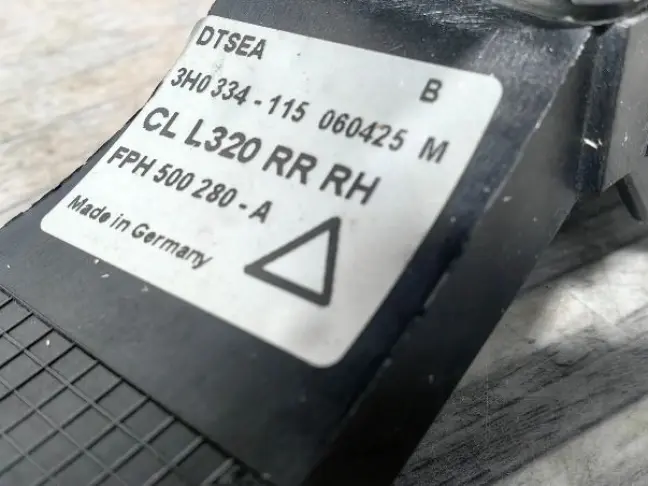 DTSEA B
3H0 334 - 115 060425 M
CL L320 RR RH
FPH 500 280 - A
Made in Germany